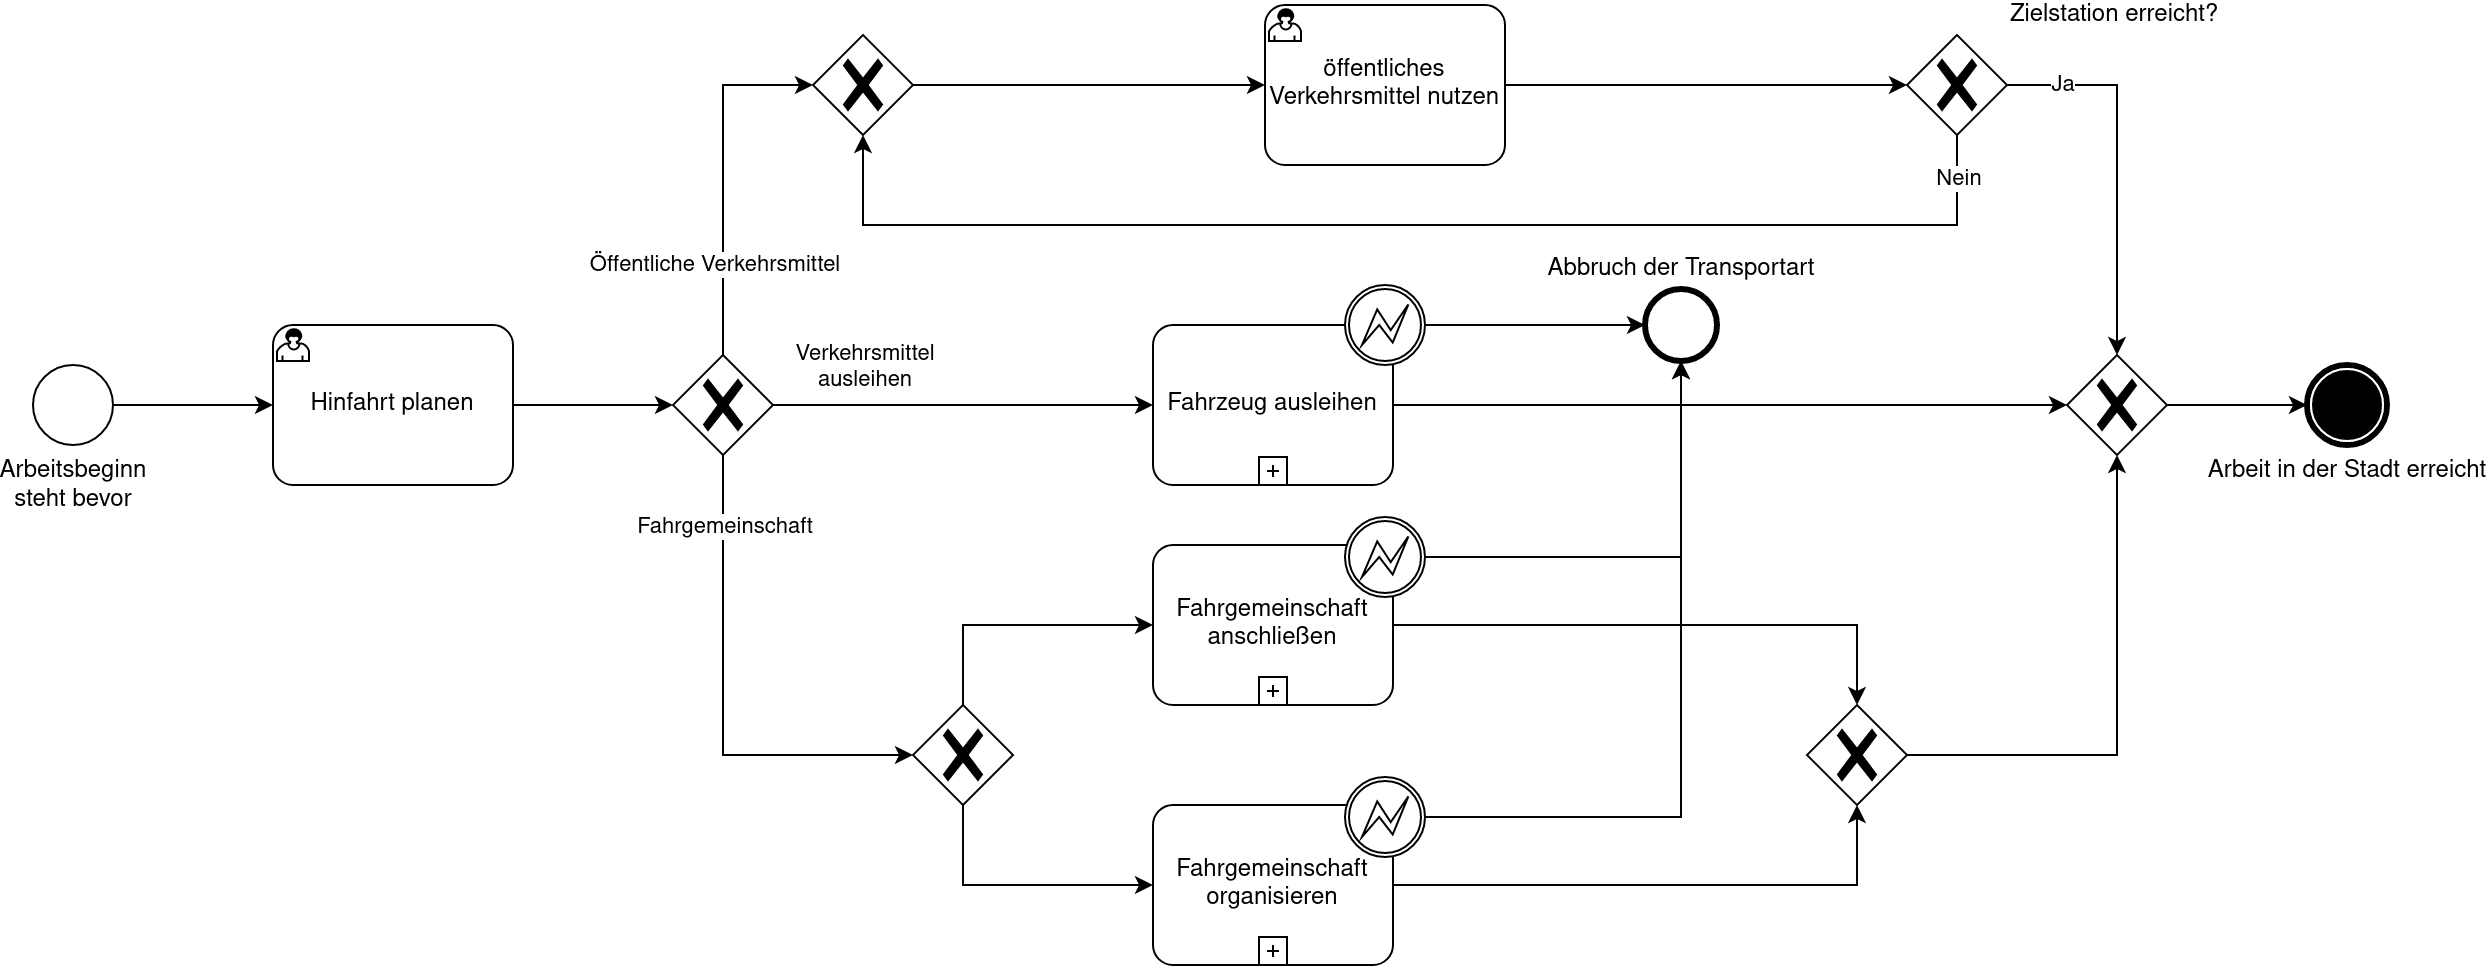 Zielstation erreicht?
öffentliches
Verkehrsmittel nutzen
Ja
Nein
Öffentliche Verkehrsmittel
Abbruch der Transportart
Verkehrsmittel
ausleihen
Hinfahrt planen
Fahrzeug ausleihen
Arbeitsbeginn
steht bevor
Arbeit in der Stadt erreicht
Fahrgemeinschaft
Fahrgemeinschaft
anschließen
Fahrgemeinschaft
organisieren